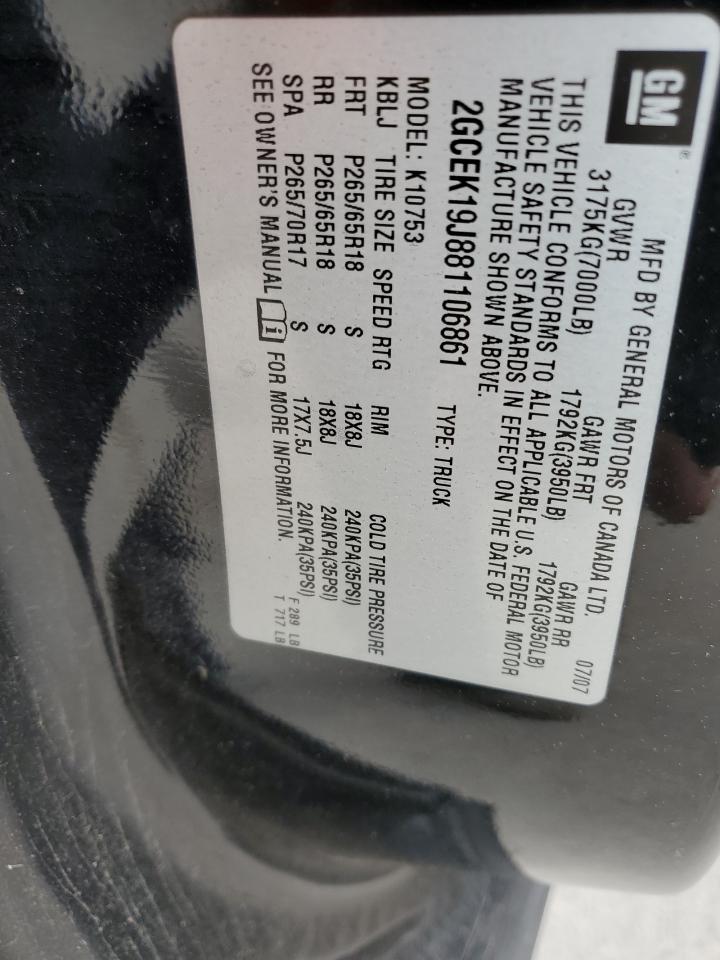 GM®
MFD BY GENERAL MOTORS OF CANADA LTD. 07/07
GVWR GAWR FRT GAWR RR
3175KG(7000LB) 1792KG(3950LB) 1792KG(3950LB)
THIS VEHICLE CONFORMS TO ALL APPLICABLE U.S. FEDERAL MOTOR
VEHICLE SAFETY STANDARDS IN EFFECT ON THE DATE OF
MANUFACTURE SHOWN ABOVE.
2GCEK19J881106861 TYPE: TRUCK
MODEL: K10753
KBLJ TIRE SIZE SPEED RTG RIM COLD TIRE PRESSURE
FRT P265/65R18 S 18X8J 240KPA(35PSI)
RR P265/65R18 S 18X8J 240KPA(35PSI)
SPA P265/70R17 S 17X7.5J 240KPA(35PSI)
SEE OWNER'S MANUAL i FOR MORE INFORMATION.
F 289 LB
T 717 LB